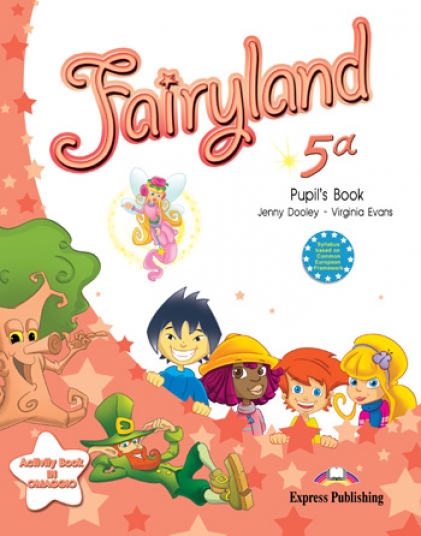 Fairyland
5a
Pupil's Book
Jenny Dooley - Virginia Evans
Syllabus
based on
Common
European
Framework
Activity Book
IN
OMAGGIO
Express Publishing